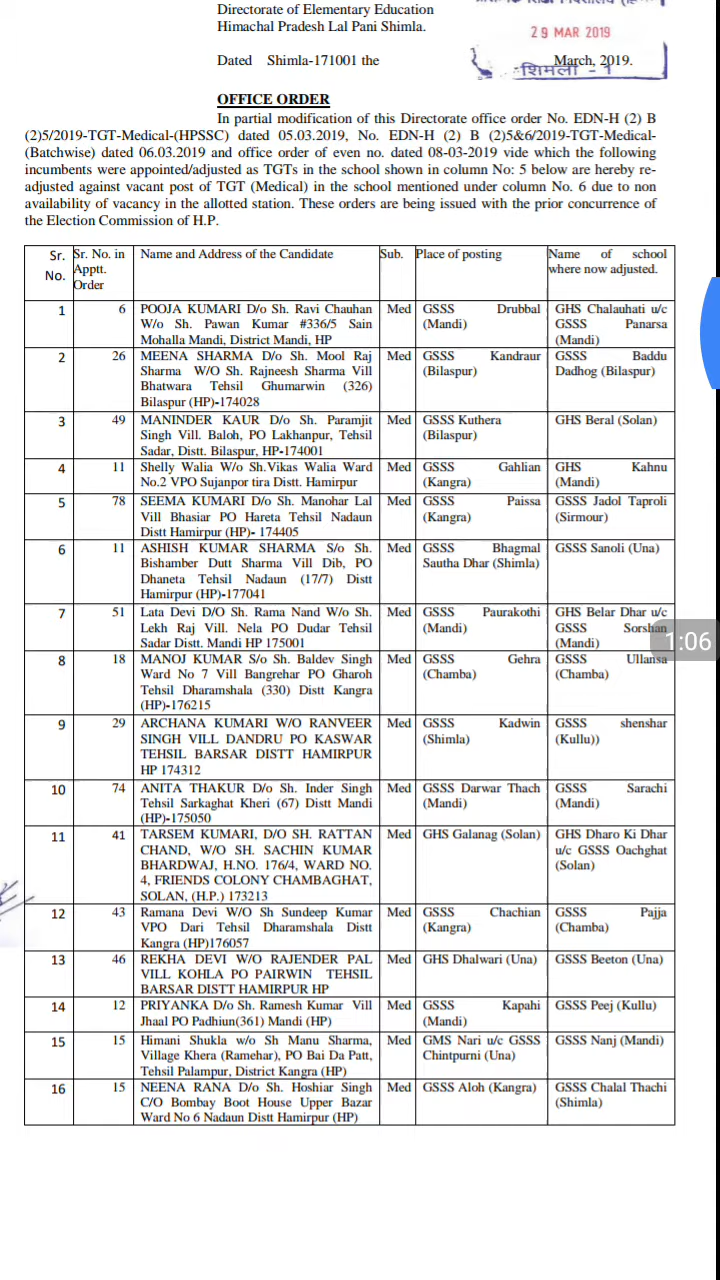 Directorate of Elementary Education
Himachal Pradesh Lal Pani Shimla.
29 MAR 2019
Dated Shimla-171001 the March, 2019.
शिमला - 1
OFFICE ORDER
In partial modification of this Directorate office order No. EDN-H (2) B
(2)5/2019-TGT-Medical-(HPSSC) dated 05.03.2019, No. EDN-H (2) B (2)5&6/2019-TGT-Medical-
(Batchwise) dated 06.03.2019 and office order of even no. dated 08-03-2019 vide which the following
incumbents were appointed/adjusted as TGTs in the school shown in column No: 5 below are hereby re-
adjusted against vacant post of TGT (Medical) in the school mentioned under column No. 6 due to non
availability of vacancy in the allotted station. These orders are being issued with the prior concurrence of
the Election Commission of H.P.
Sr. Sr. No. in Name and Address of the Candidate Sub. Place of posting Name of school
No. Apptt. where now adjusted.
Order
1 6 POOJA KUMARI D/o Sh. Ravi Chauhan Med GSSS Drubbal GHS Chalauhati u/c
W/o Sh. Pawan Kumar #336/5 Sain (Mandi) GSSS Panarsa
Mohalla Mandi, District Mandi, HP (Mandi)
2 26 MEENA SHARMA D/o Sh. Mool Raj Med GSSS Kandraur GSSS Baddu
Sharma W/O Sh. Rajneesh Sharma Vill (Bilaspur) Dadhog (Bilaspur)
Bhatwara Tehsil Ghumarwin (326)
Bilaspur (HP)-174028
3 49 MANINDER KAUR D/o Sh. Paramjit Med GSSS Kuthera GHS Beral (Solan)
Singh Vill. Baloh, PO Lakhanpur, Tehsil (Bilaspur)
Sadar, Distt. Bilaspur, HP-174001
4 11 Shelly Walia W/o Sh.Vikas Walia Ward Med GSSS Gahlian GHS Kahnu
No.2 VPO Sujanpor tira Distt. Hamirpur (Kangra) (Mandi)
5 78 SEEMA KUMARI D/o Sh. Manohar Lal Med GSSS Paissa GSSS Jadol Taproli
Vill Bhasiar PO Hareta Tehsil Nadaun (Kangra) (Sirmour)
Distt Hamirpur (HP)- 174405
6 11 ASHISH KUMAR SHARMA S/o Sh. Med GSSS Bhagmal GSSS Sanoli (Una)
Bishamber Dutt Sharma Vill Dib, PO Sautha Dhar (Shimla)
Dhaneta Tehsil Nadaun (17/7) Distt
Hamirpur (HP)-177041
7 51 Lata Devi D/O Sh. Rama Nand W/o Sh. Med GSSS Paurakothi GHS Belar Dhar u/c
Lekh Raj Vill. Nela PO Dudar Tehsil (Mandi) GSSS Sorshan
Sadar Distt. Mandi HP 175001 (Mandi)
1:06
8 18 MANOJ KUMAR S/o Sh. Baldev Singh Med GSSS Gehra GSSS Ullansa
Ward No 7 Vill Bangrehar PO Gharoh (Chamba) (Chamba)
Tehsil Dharamshala (330) Distt Kangra
(HP)-176215
9 29 ARCHANA KUMARI W/O RANVEER Med GSSS Kadwin GSSS shenshar
SINGH VILL DANDRU PO KASWAR (Shimla) (Kullu))
TEHSIL BARSAR DISTT HAMIRPUR
HP 174312
10 74 ANITA THAKUR D/o Sh. Inder Singh Med GSSS Darwar Thach GSSS Sarachi
Tehsil Sarkaghat Kheri (67) Distt Mandi (Mandi) (Mandi)
(HP)-175050
11 41 TARSEM KUMARI, D/O SH. RATTAN Med GHS Galanag (Solan) GHS Dharo Ki Dhar
CHAND, W/O SH. SACHIN KUMAR u/c GSSS Oachghat
BHARDWAJ, H.NO. 176/4, WARD NO. (Solan)
4, FRIENDS COLONY CHAMBAGHAT,
SOLAN, (H.P.) 173213
12 43 Ramana Devi W/O Sh Sundeep Kumar Med GSSS Chachian GSSS Pajja
VPO Dari Tehsil Dharamshala Distt (Kangra) (Chamba)
Kangra (HP)176057
13 46 REKHA DEVI W/O RAJENDER PAL Med GHS Dhalwari (Una) GSSS Beeton (Una)
VILL KOHLA PO PAIRWIN TEHSIL
BARSAR DISTT HAMIRPUR HP
14 12 PRIYANKA D/o Sh. Ramesh Kumar Vill Med GSSS Kapahi GSSS Peej (Kullu)
Jhaal PO Padhiun(361) Mandi (HP) (Mandi)
15 15 Himani Shukla w/o Sh Manu Sharma, Med GMS Nari u/c GSSS GSSS Nanj (Mandi)
Village Khera (Ramehar), PO Bai Da Patt, Chintpurni (Una)
Tehsil Palampur, District Kangra (HP)
16 15 NEENA RANA D/o Sh. Hoshiar Singh Med GSSS Aloh (Kangra) GSSS Chalal Thachi
C/O Bombay Boot House Upper Bazar (Shimla)
Ward No 6 Nadaun Distt Hamirpur (HP)